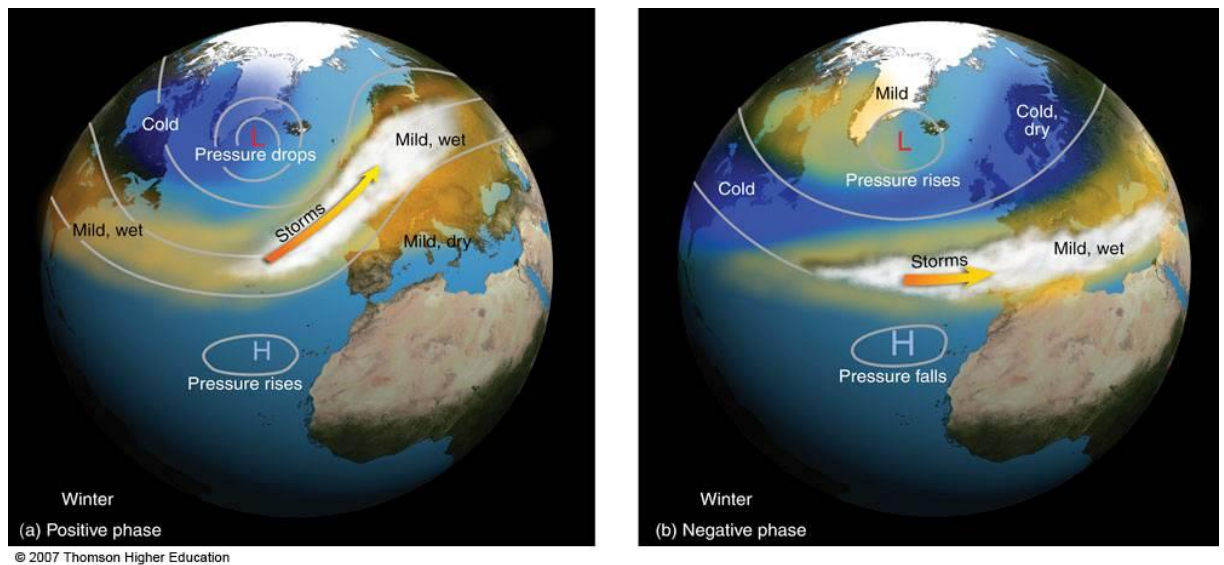 Cold
L
Pressure drops
Mild, wet
Mild, wet
Storms
Mild, dry
H
Pressure rises
Winter
(a) Positive phase
Mild
Cold,
dry
L
Pressure rises
Cold
Storms
Mild, wet
H
Pressure falls
Winter
(b) Negative phase
© 2007 Thomson Higher Education